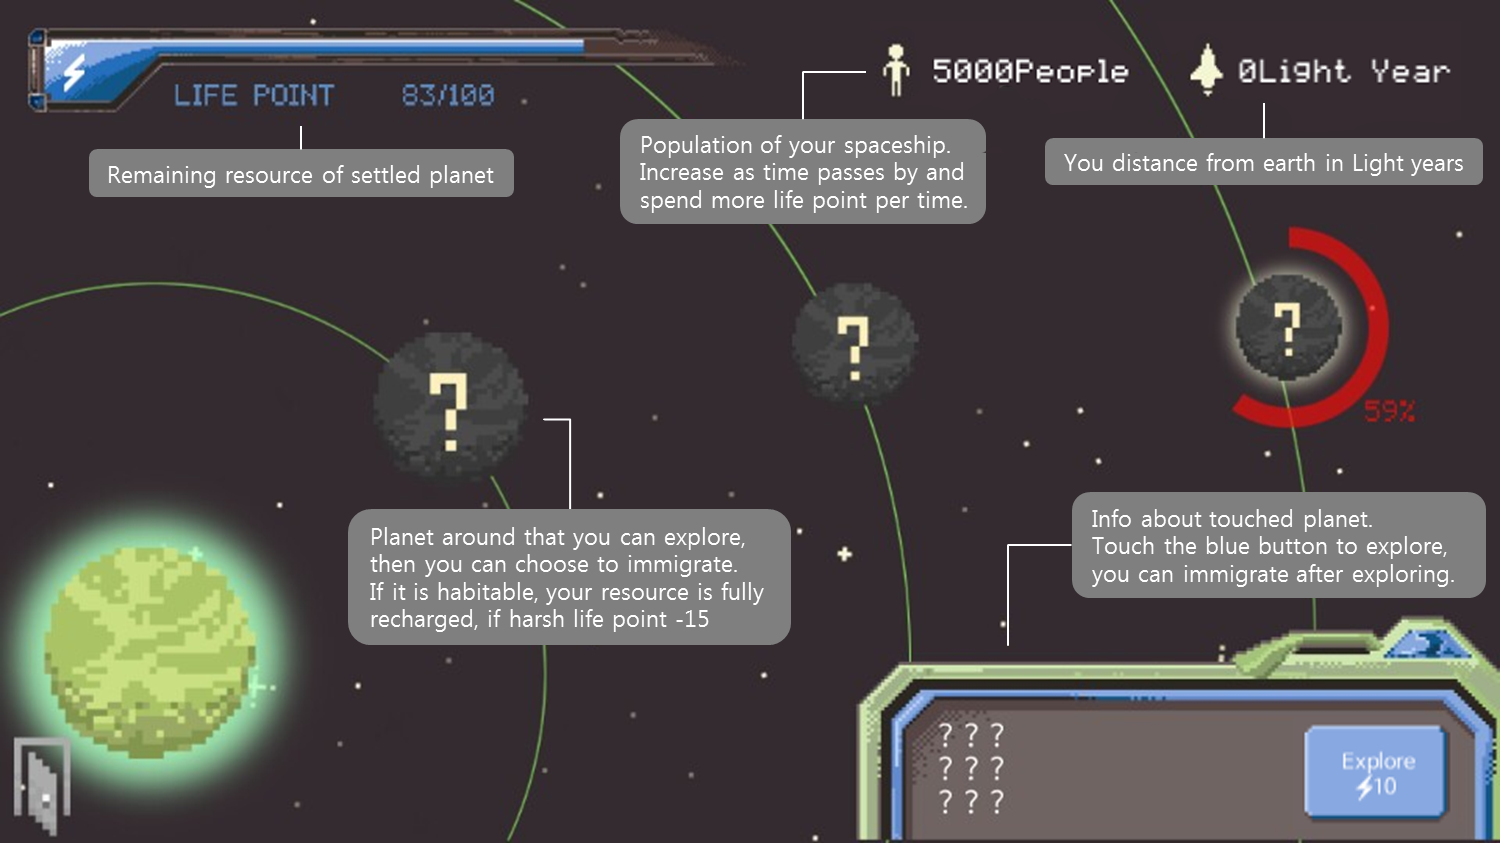 LIFE POINT 83/100
5000People
0Light Year
Remaining resource of settled planet
Population of your spaceship.
Increase as time passes by and
spend more life point per time.
You distance from earth in Light years
?
?
?
59%
Planet around that you can explore,
then you can choose to immigrate.
If it is habitable, your resource is fully
recharged, if harsh life point -15
Info about touched planet.
Touch the blue button to explore,
you can immigrate after exploring.
? ? ?
? ? ?
? ? ?
Explore
10